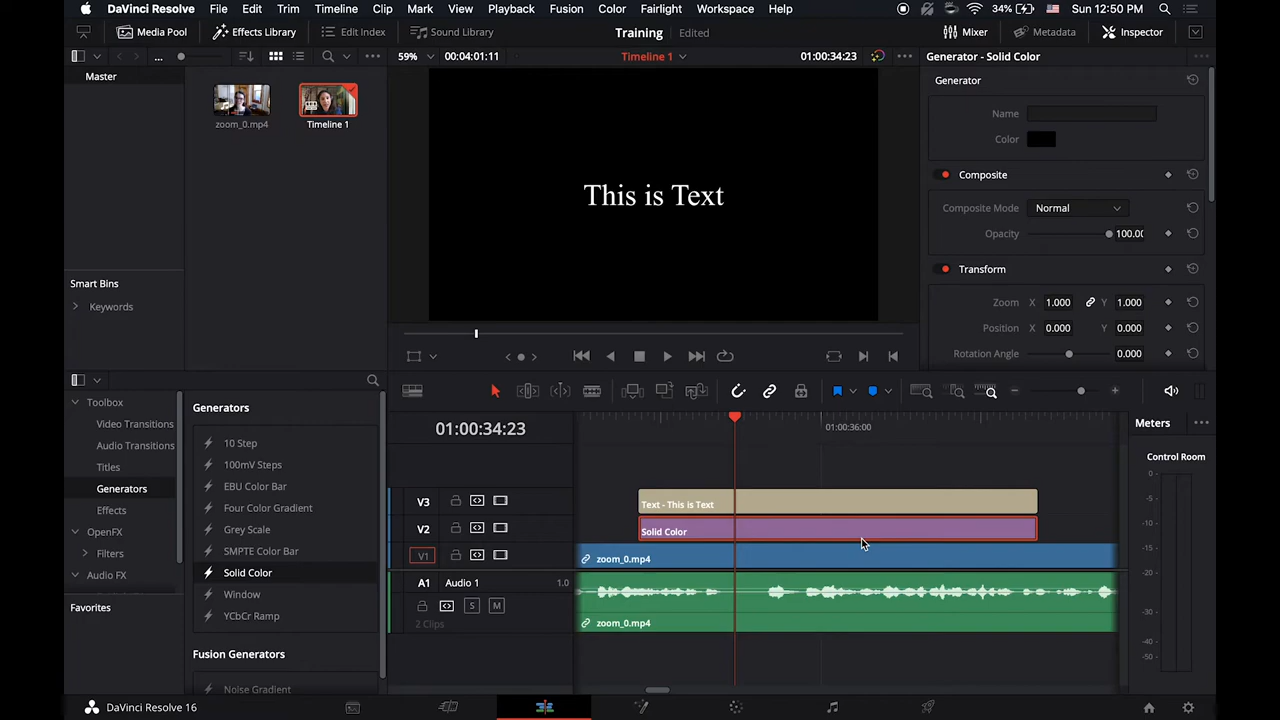 DaVinci Resolve File Edit Trim Timeline Clip Mark View Playback Fusion Color Fairlight Workspace Help 34% Sun 12:50 PM
Media Pool Effects Library Edit Index Sound Library Training Edited Mixer Metadata Inspector
... 59% 00:04:01:11 Timeline 1 01:00:34:23 Generator - Solid Color
Master
zoom_0.mp4 Timeline 1
Smart Bins
Keywords
This is Text
Generator
Name
Color
Composite
Composite Mode Normal
Opacity 100.00
Transform
Zoom X 1.000 Y 1.000
Position X 0.000 Y 0.000
Rotation Angle 0.000
Toolbox
Video Transitions
Audio Transitions
Titles
Generators
Effects
OpenFX
Filters
Audio FX
Favorites
Generators
10 Step
100mV Steps
EBU Color Bar
Four Color Gradient
Grey Scale
SMPTE Color Bar
Solid Color
Window
YCbCr Ramp
Fusion Generators
Noise Gradient
01:00:34:23
01:00:36:00
V3 Text - This is Text
V2 Solid Color
V1 zoom_0.mp4
A1 Audio 1 1.0
S M
2 Clips zoom_0.mp4
Meters
Control Room
0
-5
-10
-15
-20
-30
-40
-50
DaVinci Resolve 16